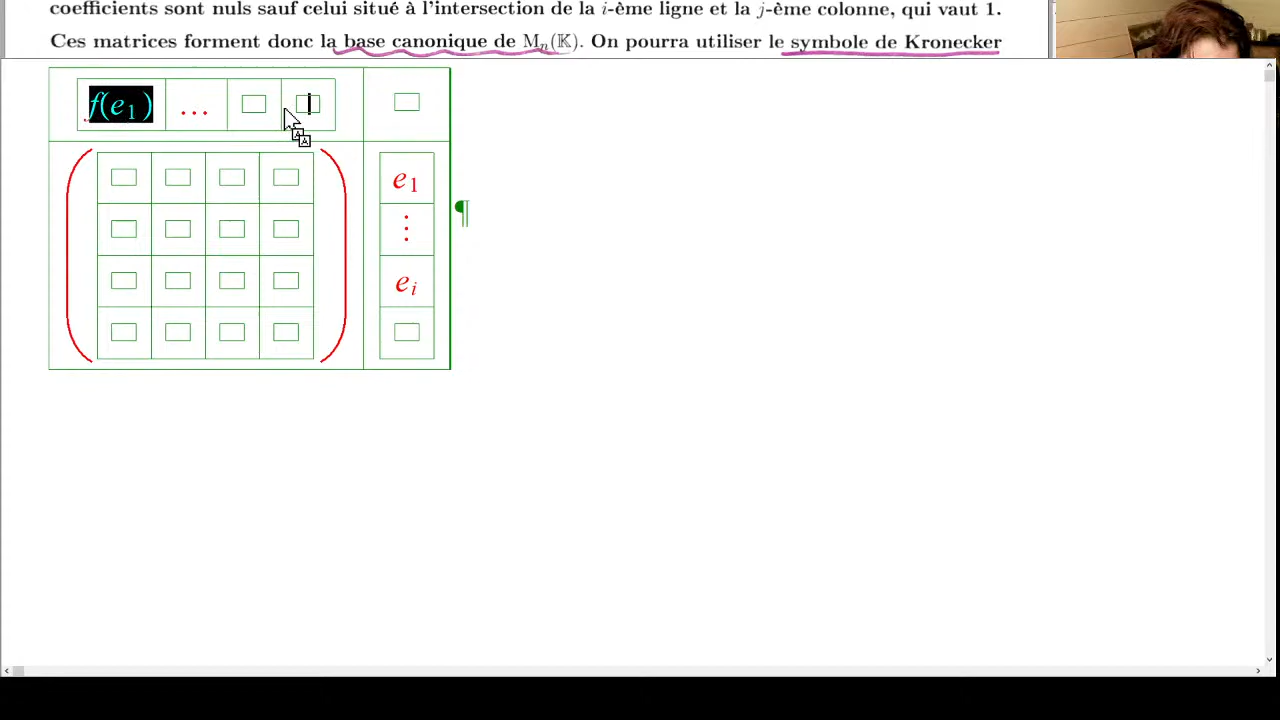 coefficients sont nuls sauf celui situé à l'intersection de la i-ème ligne et la j-ème colonne, qui vaut 1.
Ces matrices forment donc la base canonique de Mₙ(𝕂). On pourra utiliser le symbole de Kronecker
f(e₁) …
e₁
⋮
eᵢ
¶